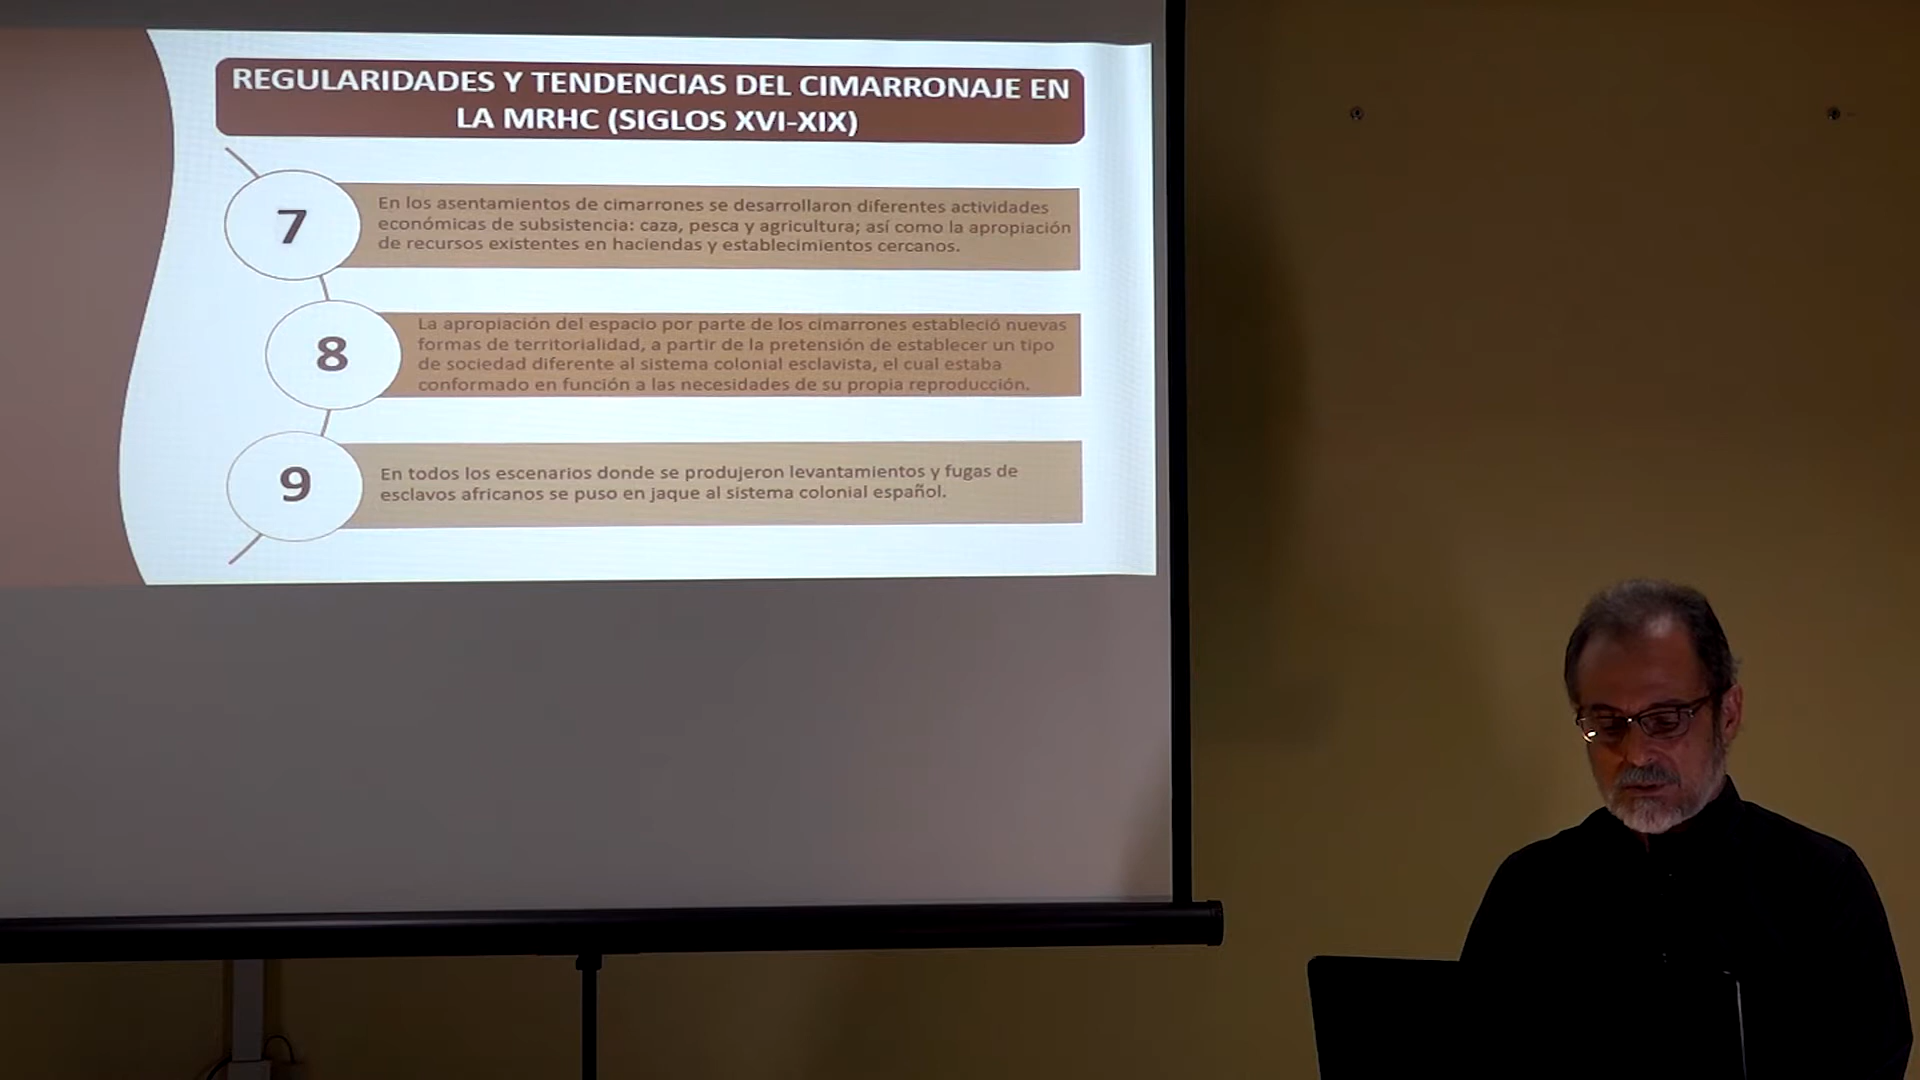 REGULARIDADES Y TENDENCIAS DEL CIMARRONAJE EN
LA MRHC (SIGLOS XVI-XIX)
7
En los asentamientos de cimarrones se desarrollaron diferentes actividades
económicas de subsistencia: caza, pesca y agricultura; así como la apropiación
de recursos existentes en haciendas y establecimientos cercanos.
8
La apropiación del espacio por parte de los cimarrones estableció nuevas
formas de territorialidad, a partir de la pretensión de establecer un tipo
de sociedad diferente al sistema colonial esclavista, el cual estaba
conformado en función a las necesidades de su propia reproducción.
9
En todos los escenarios donde se produjeron levantamientos y fugas de
esclavos africanos se puso en jaque al sistema colonial español.